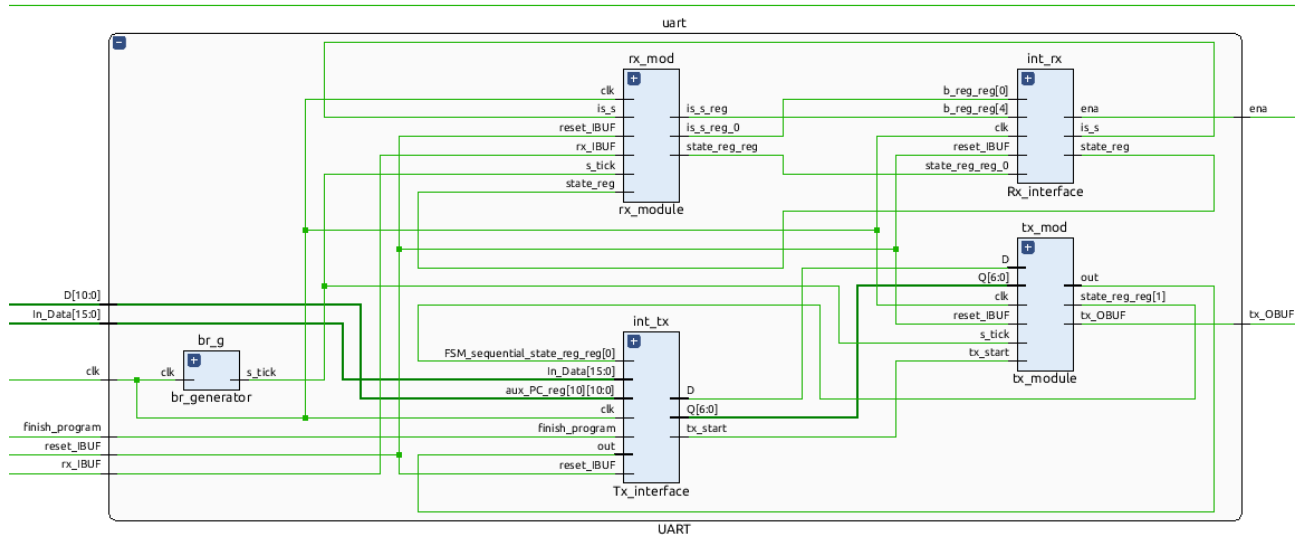 uart
rx_mod
clk
is_s
reset_IBUF
rx_IBUF
s_tick
state_reg
is_s_reg
is_s_reg_0
state_reg_reg
rx_module
int_rx
b_reg_reg[0]
b_reg_reg[4]
clk
reset_IBUF
state_reg_reg_0
ena
is_s
state_reg
Rx_interface
ena
tx_mod
D
Q[6:0]
clk
reset_IBUF
s_tick
tx_start
out
state_reg_reg[1]
tx_OBUF
tx_module
tx_OBUF
D[10:0]
In_Data[15:0]
br_g
clk
clk
s_tick
br_generator
int_tx
FSM_sequential_state_reg_reg[0]
In_Data[15:0]
aux_PC_reg[10][10:0]
clk
finish_program
out
reset_IBUF
D
Q[6:0]
tx_start
Tx_interface
finish_program
reset_IBUF
rx_IBUF
UART